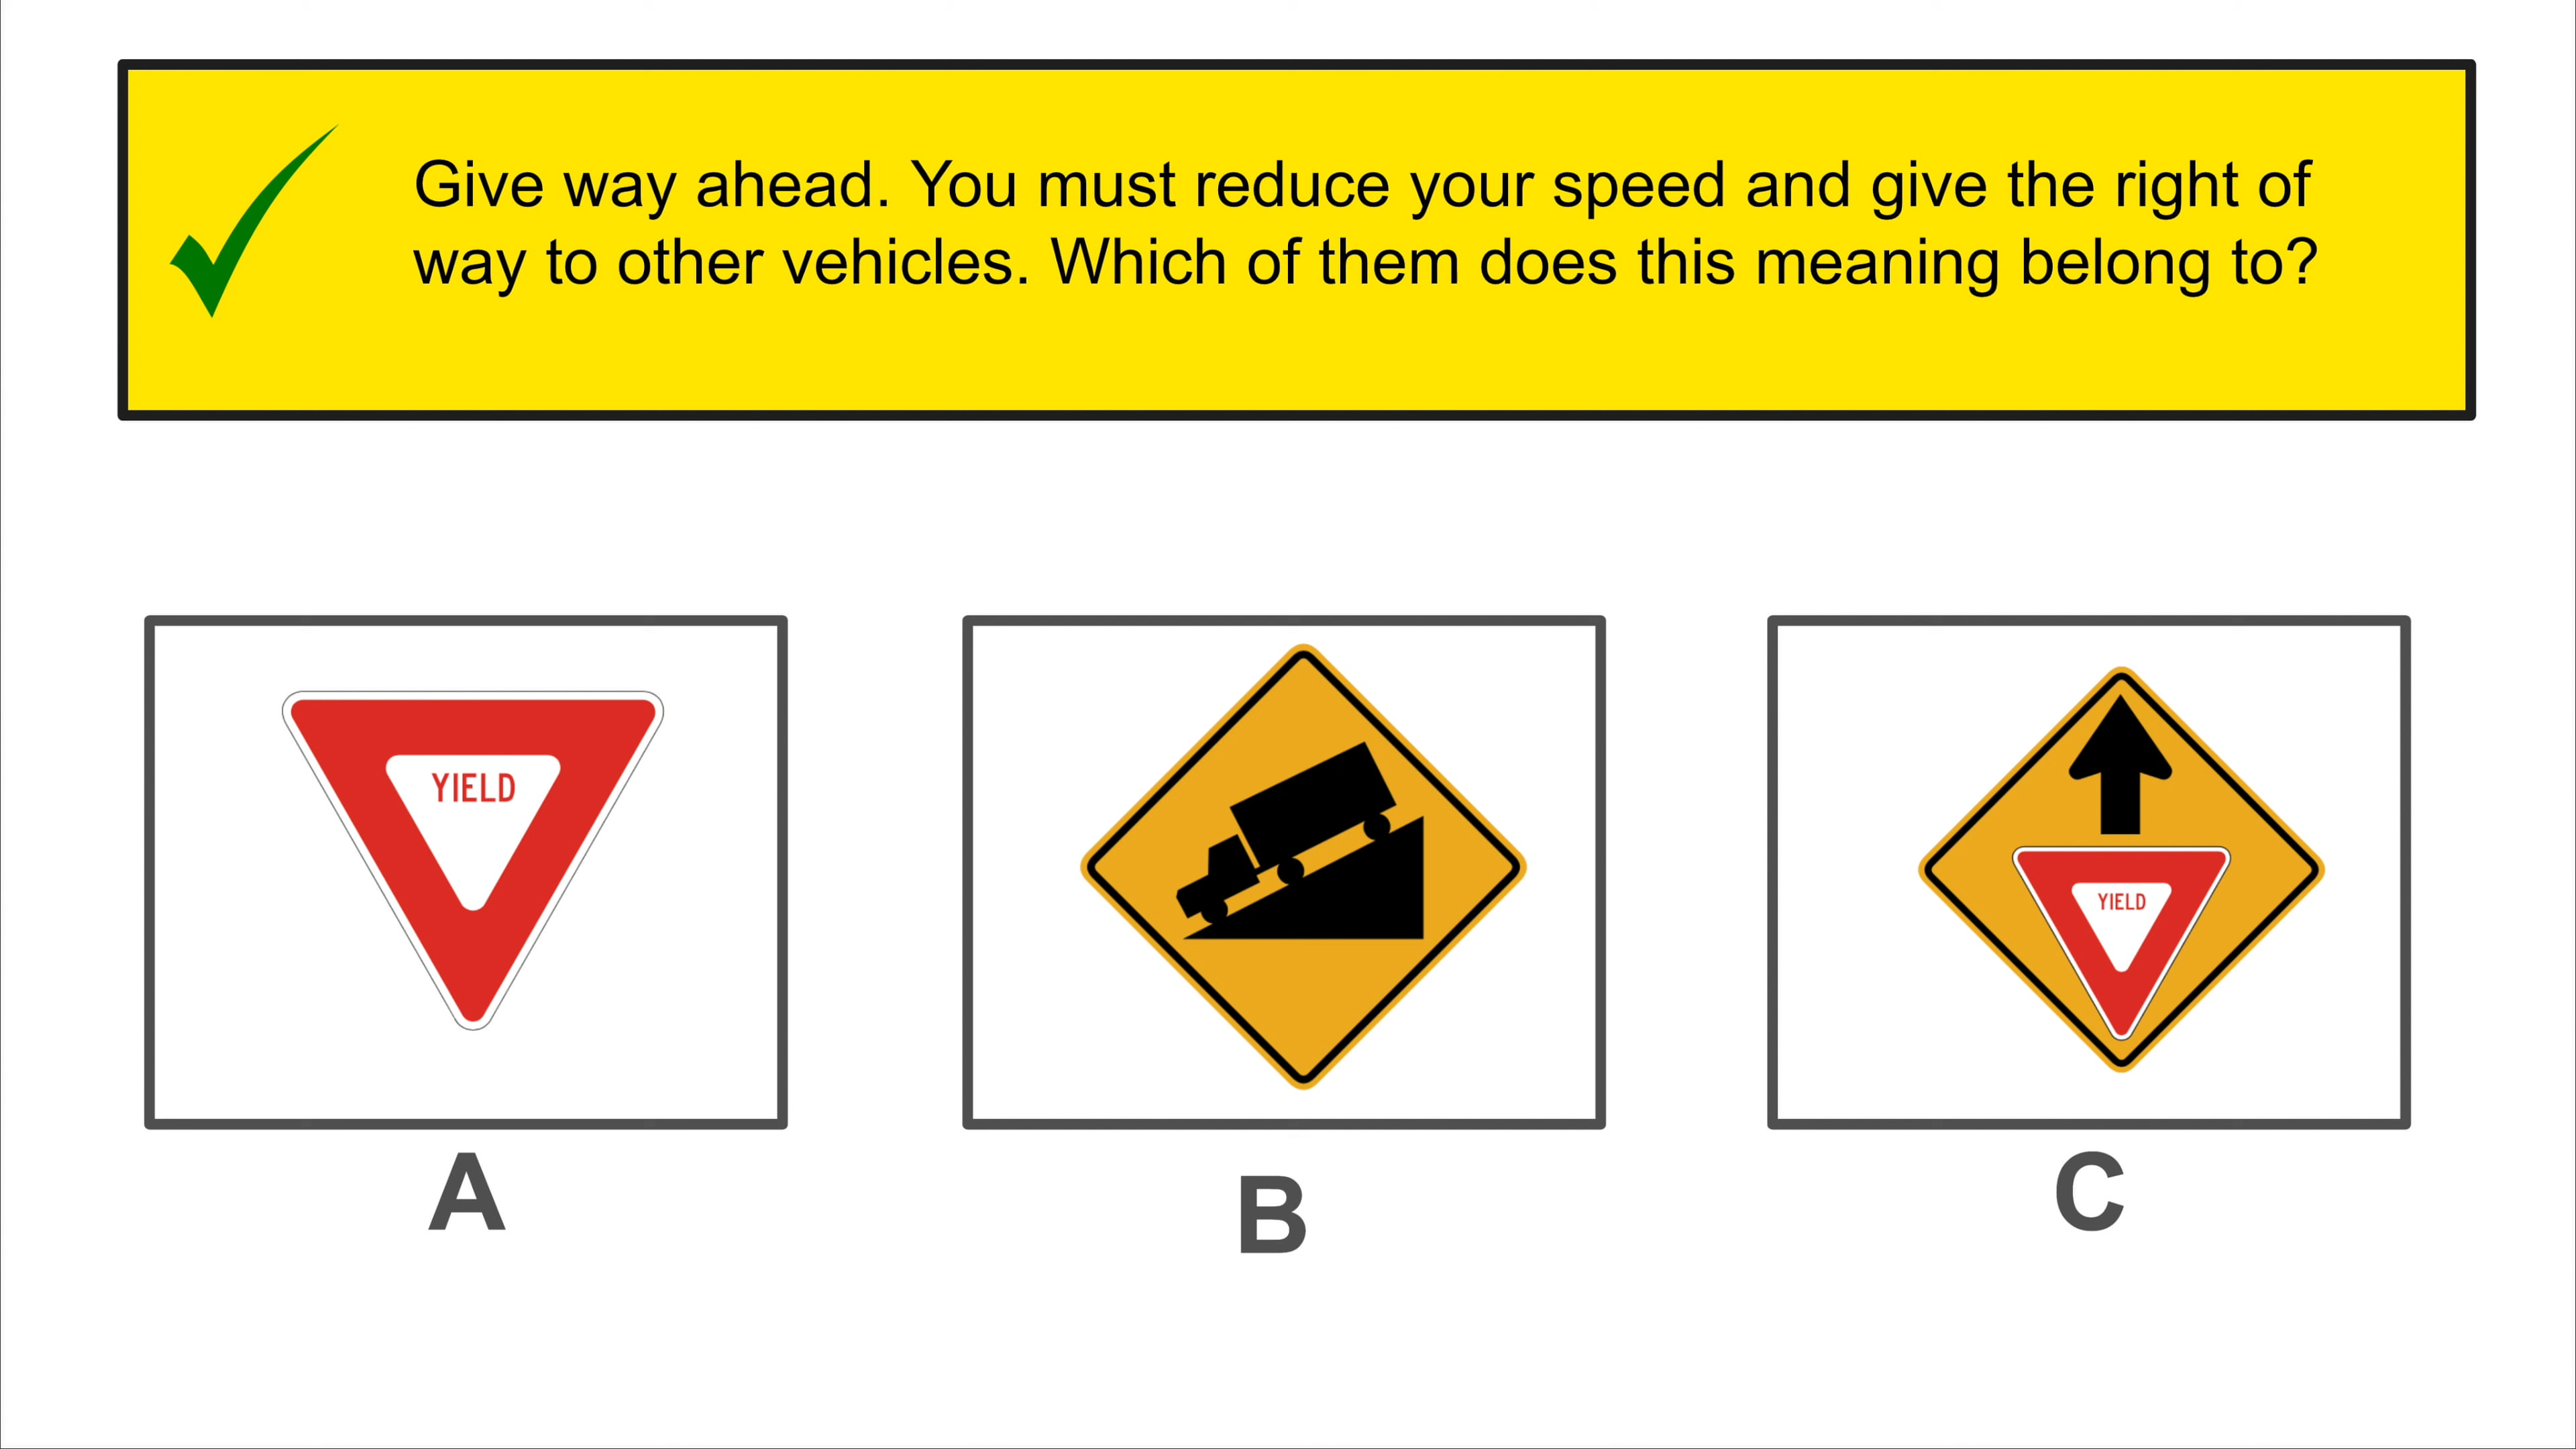 Give way ahead. You must reduce your speed and give the right of
way to other vehicles. Which of them does this meaning belong to?
YIELD
YIELD
A
B
C